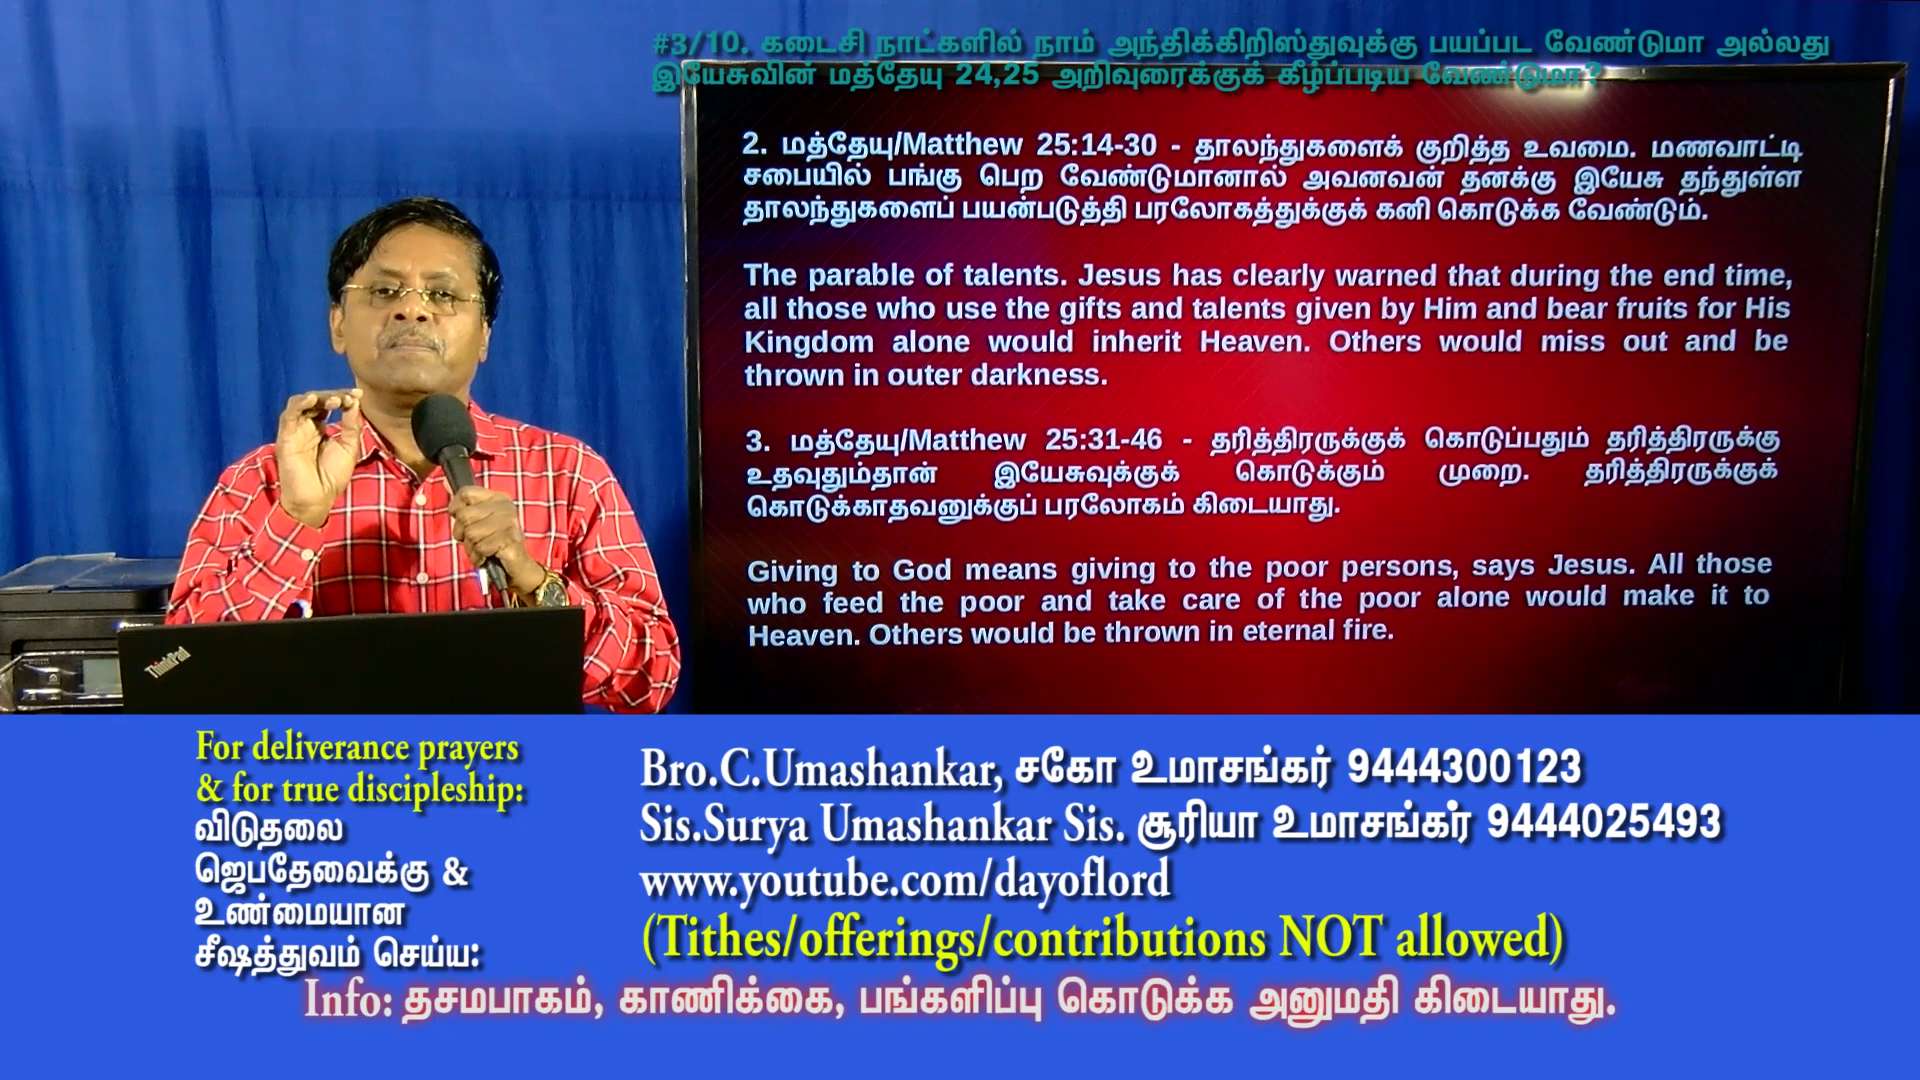 #3/10. கடைசி நாட்களில் நாம் அந்திக்கிறிஸ்துவுக்கு பயப்பட வேண்டுமா அல்லது
இயேசுவின் மத்தேயு 24,25 அறிவுரைக்குக் கீழ்ப்படிய வேண்டுமா?
2. மத்தேயு/Matthew 25:14-30 - தாலந்துகளைக் குறித்த உவமை. மணவாட்டி
சபையில் பங்கு பெற வேண்டுமானால் அவனவன் தனக்கு இயேசு தந்துள்ள
தாலந்துகளைப் பயன்படுத்தி பரலோகத்துக்குக் கனி கொடுக்க வேண்டும்.
The parable of talents. Jesus has clearly warned that during the end time,
all those who use the gifts and talents given by Him and bear fruits for His
Kingdom alone would inherit Heaven. Others would miss out and be
thrown in outer darkness.
3. மத்தேயு/Matthew 25:31-46 - தரித்திரருக்குக் கொடுப்பதும் தரித்திரருக்கு
உதவுதும்தான் இயேசுவுக்குக் கொடுக்கும் முறை. தரித்திரருக்குக்
கொடுக்காதவனுக்குப் பரலோகம் கிடையாது.
Giving to God means giving to the poor persons, says Jesus. All those
who feed the poor and take care of the poor alone would make it to
Heaven. Others would be thrown in eternal fire.
ThinkPad
For deliverance prayers
& for true discipleship:
விடுதலை
ஜெபதேவைக்கு &
உண்மையான
சீஷத்துவம் செய்ய:
Bro.C.Umashankar, சகோ உமாசங்கர் 9444300123
Sis.Surya Umashankar Sis. சூரியா உமாசங்கர் 9444025493
www.youtube.com/dayoflord
(Tithes/offerings/contributions NOT allowed)
Info: தசமபாகம், காணிக்கை, பங்களிப்பு கொடுக்க அனுமதி கிடையாது.